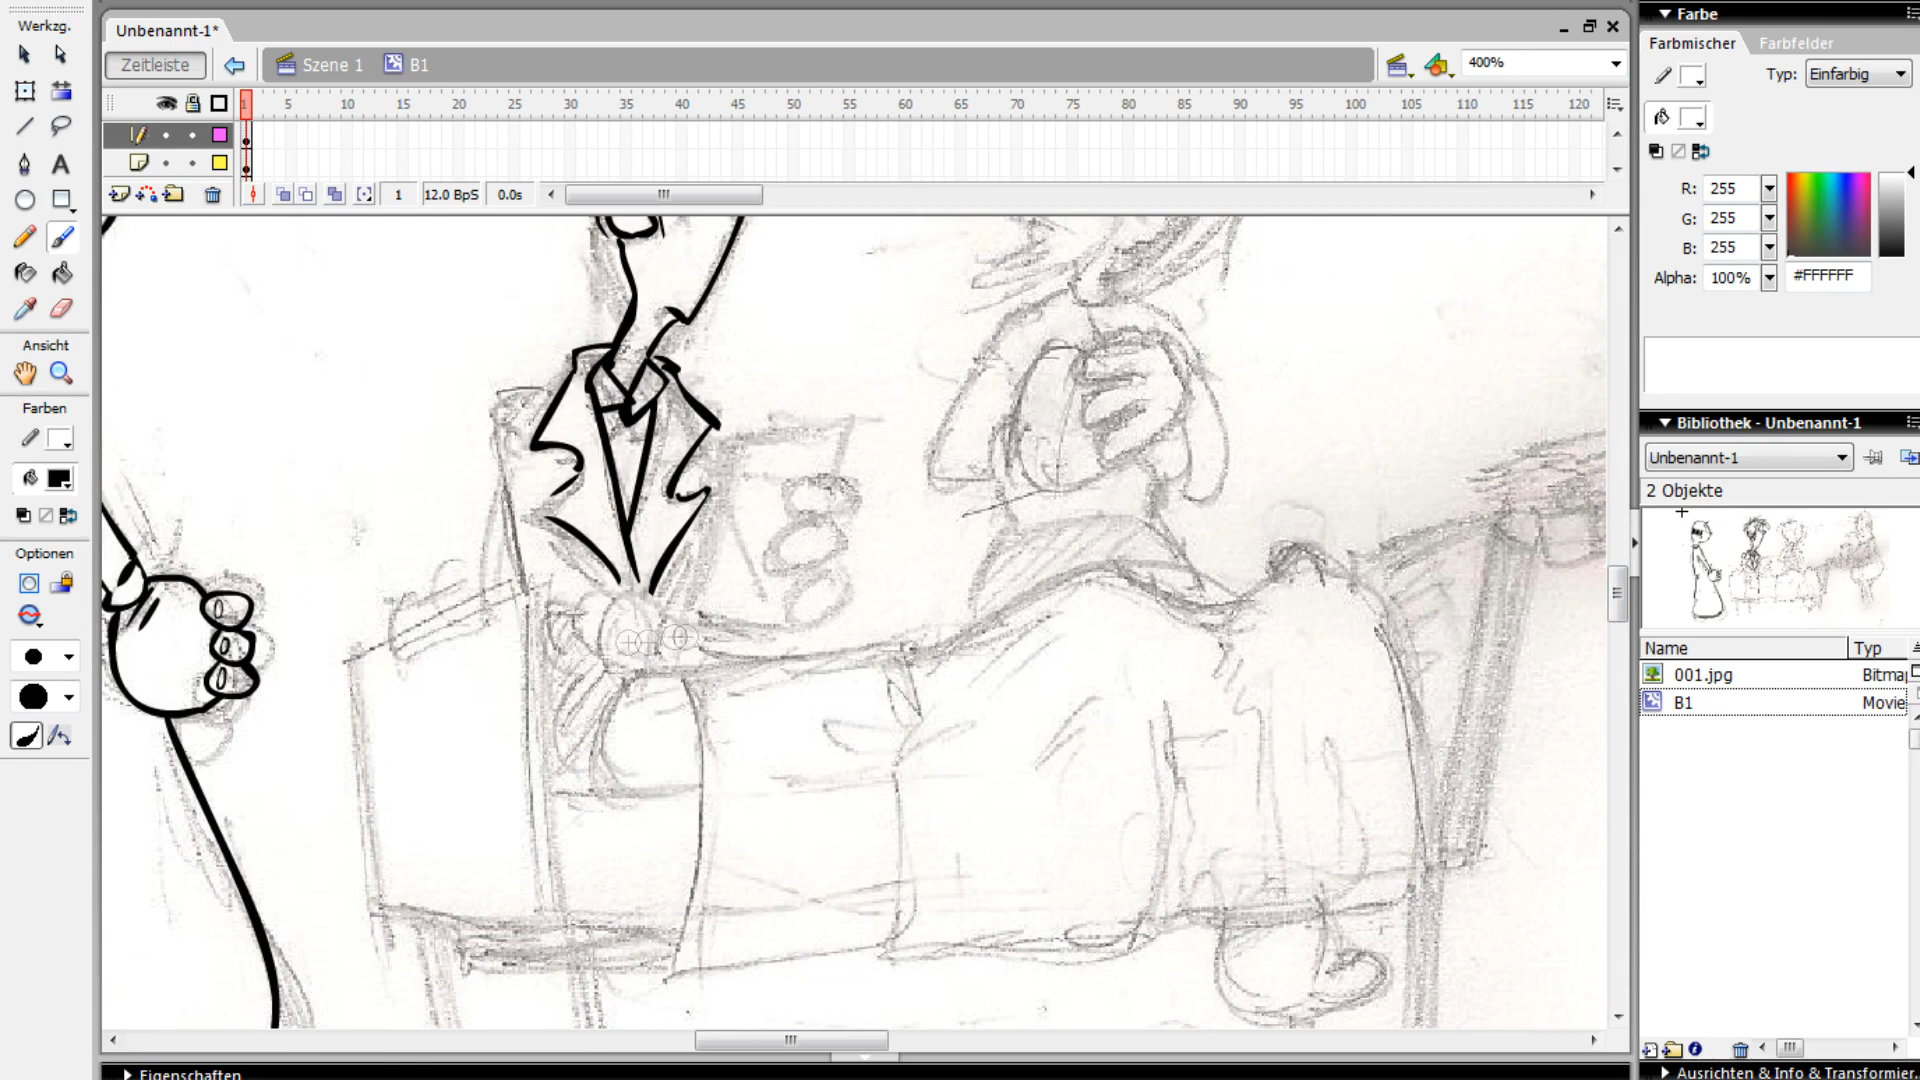 Werkzg.
Ansicht
Farben
Optionen
Unbenannt-1*
Zeitleiste
Szene 1
B1
400%
1 5 10 15 20 25 30 35 40 45 50 55 60 65 70 75 80 85 90 95 100 105 110 115 120
1 12.0 BpS 0.0s
Eigenschaften
Farbe
Farbmischer Farbfelder
Typ: Einfarbig
R: 255
G: 255
B: 255
Alpha: 100% #FFFFFF
Bibliothek - Unbenannt-1
Unbenannt-1
2 Objekte
Name Typ
001.jpg Bitma
B1 Movie
Ausrichten & Info & Transformier...